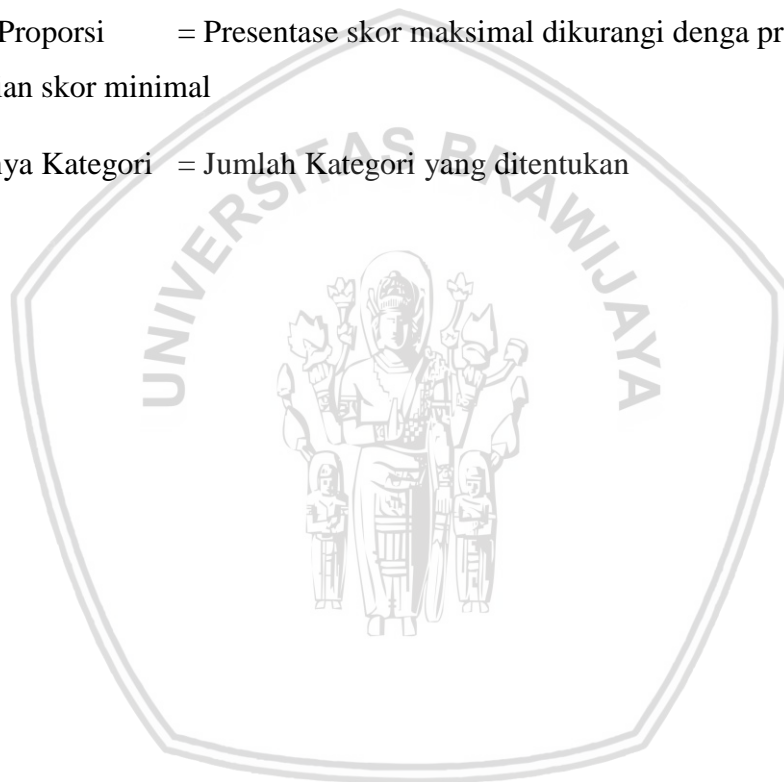 Proporsi = Presentase skor maksimal dikurangi denga pr
an skor minimal
ya Kategori = Jumlah Kategori yang ditentukan
UNIVERSITAS BRAWIJAYA